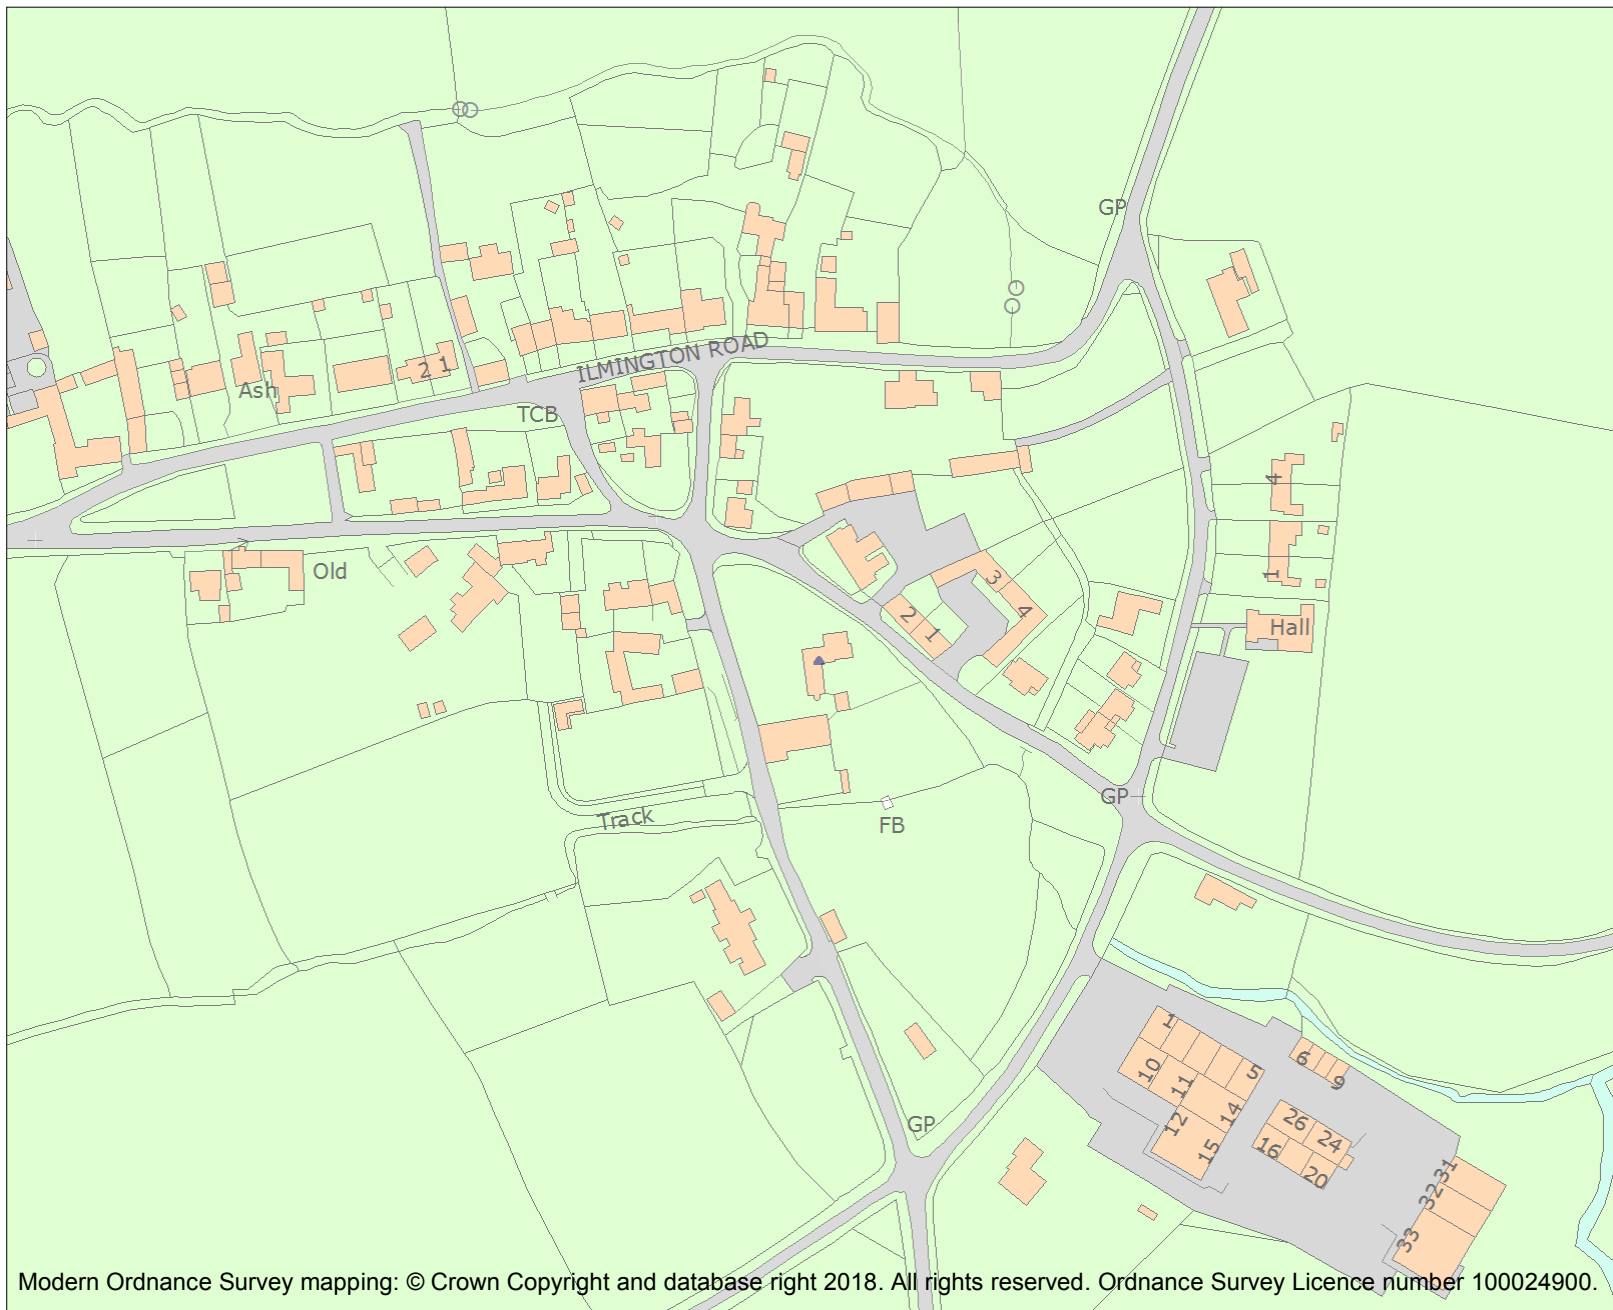 GP
ILMINGTON ROAD
2 1
Ash
TCB
4
Old
3
1
4
2
1
Hall
GP
Track
FB
1
6
10
5
9
11
14
26
12
24
GP
16
15
20
31
32
33
Modern Ordnance Survey mapping: © Crown Copyright and database right 2018. All rights reserved. Ordnance Survey Licence number 100024900.